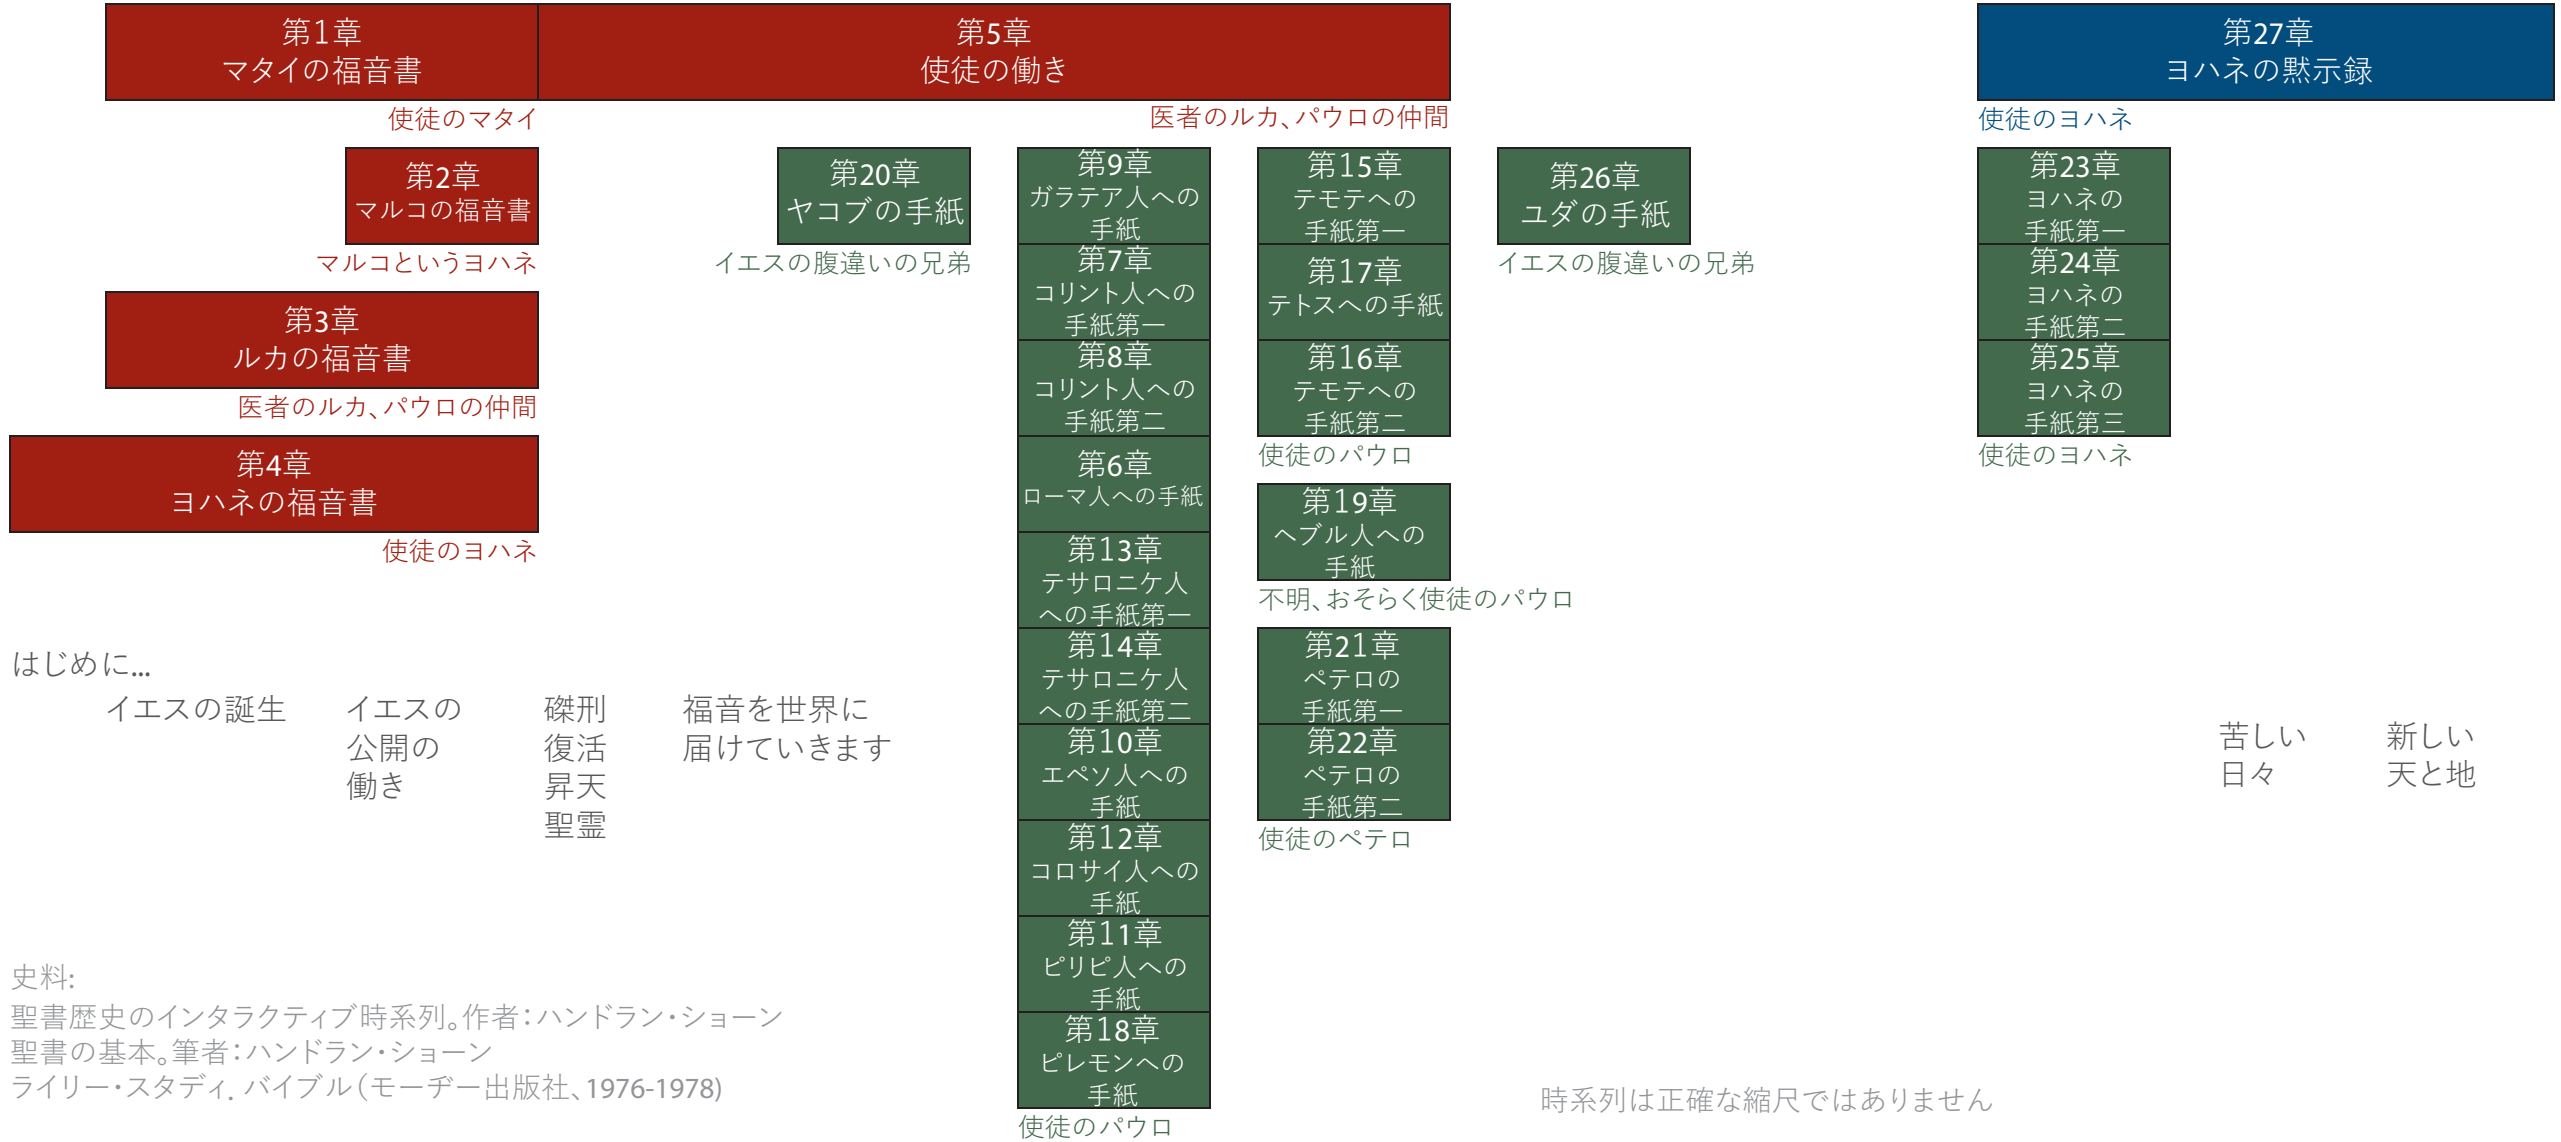 第1章
マタイの福音書
使徒のマタイ
第5章
使徒の働き
医者のルカ、パウロの仲間
第27章
ヨハネの黙示録
使徒のヨハネ
第2章
マルコの福音書
マルコというヨハネ
第3章
ルカの福音書
医者のルカ、パウロの仲間
第4章
ヨハネの福音書
使徒のヨハネ
第20章
ヤコブの手紙
イエスの腹違いの兄弟
第9章
ガラテア人への
手紙
第7章
コリント人への
手紙第一
第8章
コリント人への
手紙第二
第6章
ローマ人への手紙
第13章
テサロニケ人
への手紙第一
第14章
テサロニケ人
への手紙第二
第10章
エペソ人への
手紙
第12章
コロサイ人への
手紙
第11章
ピリピ人への
手紙
第18章
ピレモンへの
手紙
使徒のパウロ
第15章
テモテへの
手紙第一
第17章
テトスへの手紙
第16章
テモテへの
手紙第二
使徒のパウロ
第19章
ヘブル人への
手紙
不明、おそらく使徒のパウロ
第21章
ペテロの
手紙第一
第22章
ペテロの
手紙第二
使徒のペテロ
第26章
ユダの手紙
イエスの腹違いの兄弟
第23章
ヨハネの
手紙第一
第24章
ヨハネの
手紙第二
第25章
ヨハネの
手紙第三
使徒のヨハネ
はじめに...
イエスの誕生
イエスの
公開の
働き
磔刑
復活
昇天
聖霊
福音を世界に
届けていきます
苦しい
日々
新しい
天と地
史料:
聖書歴史のインタラクティブ時系列。作者：ハンドラン・ショーン
聖書の基本。筆者：ハンドラン・ショーン
ライリー・スタディ. バイブル（モーヂー出版社、1976-1978)
時系列は正確な縮尺ではありません